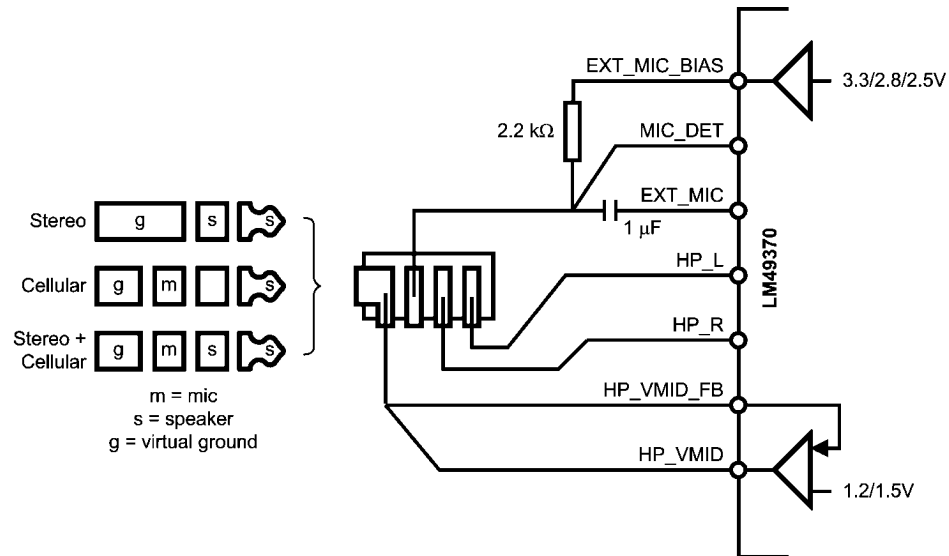 EXT_MIC_BIAS
3.3/2.8/2.5V
2.2 kΩ
MIC_DET
EXT_MIC
1 μF
LM49370
Stereo
g
s
s
Cellular
g
m
s
Stereo +
Cellular
g
m
s
s
m = mic
s = speaker
g = virtual ground
HP_L
HP_R
HP_VMID_FB
HP_VMID
1.2/1.5V